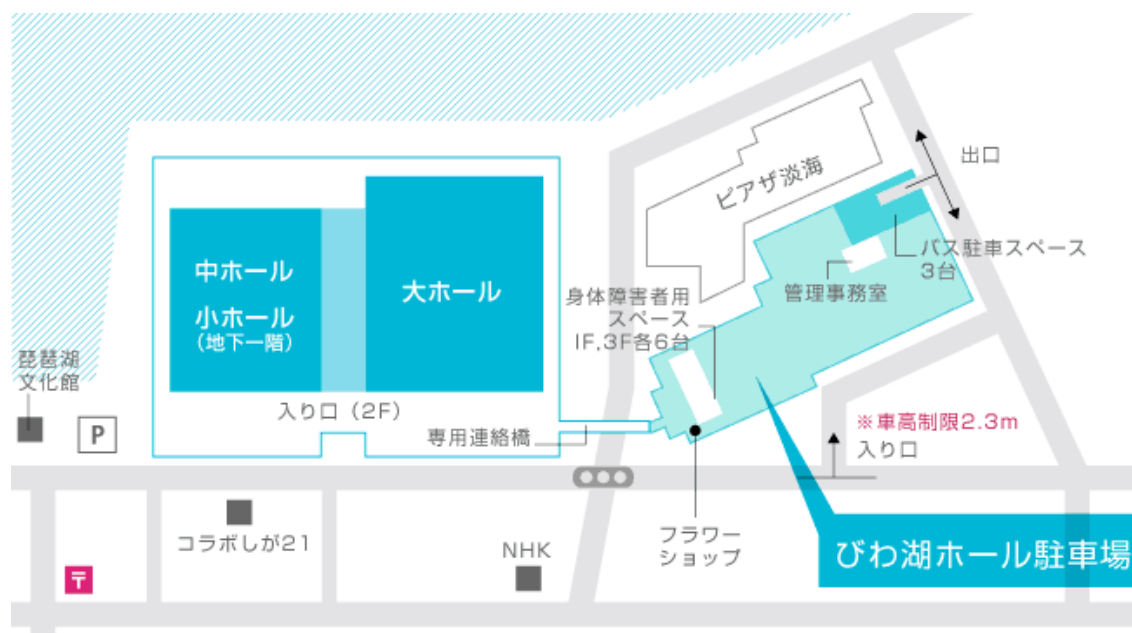 出口
ピアザ淡海
バス駐車スペース
3台
管理事務室
中ホール
小ホール
(地下一階)
大ホール
身体障害者用
スペース
IF,3F各6台
琵琶湖
文化館
P
入り口（2F）
専用連絡橋
※車高制限2.3m
入り口
コラボしが21
NHK
フラワー
ショップ
びわ湖ホール駐車場
〒